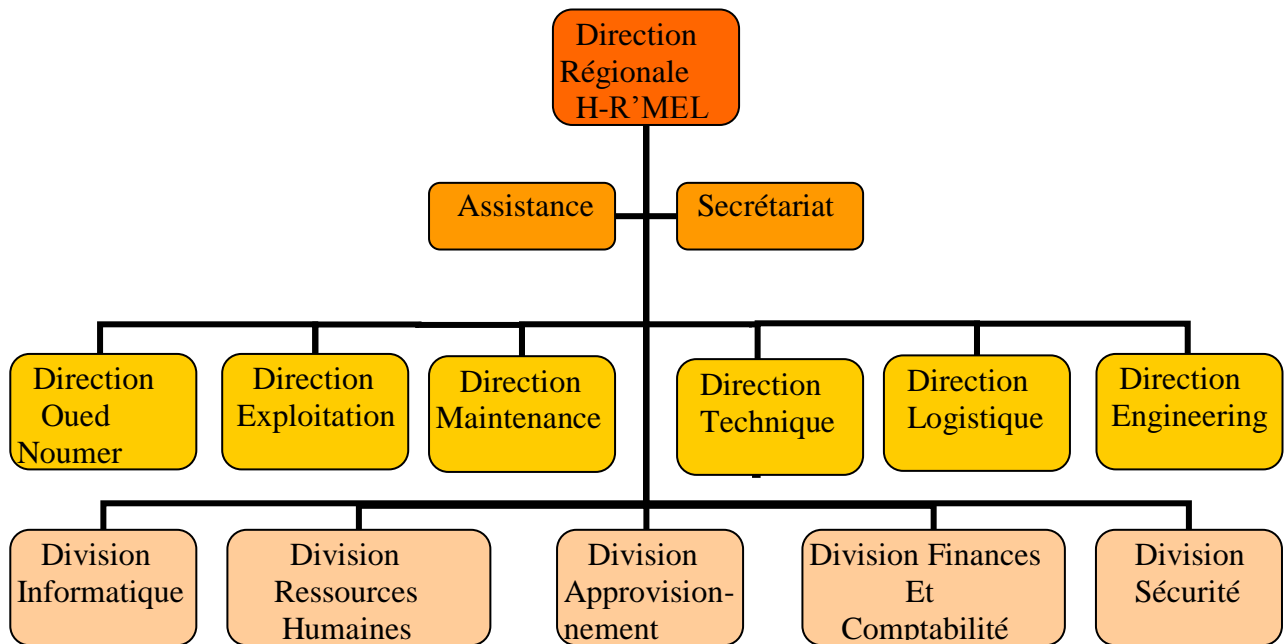 Direction
Régionale
H-R’MEL
Assistance
Secrétariat
Direction
Oued
Noumer
Direction
Exploitation
Direction
Maintenance
Direction
Technique
Direction
Logistique
Direction
Engineering
Division
Informatique
Division
Ressources
Humaines
Division
Approvision-
nement
Division Finances
Et
Comptabilité
Division
Sécurité